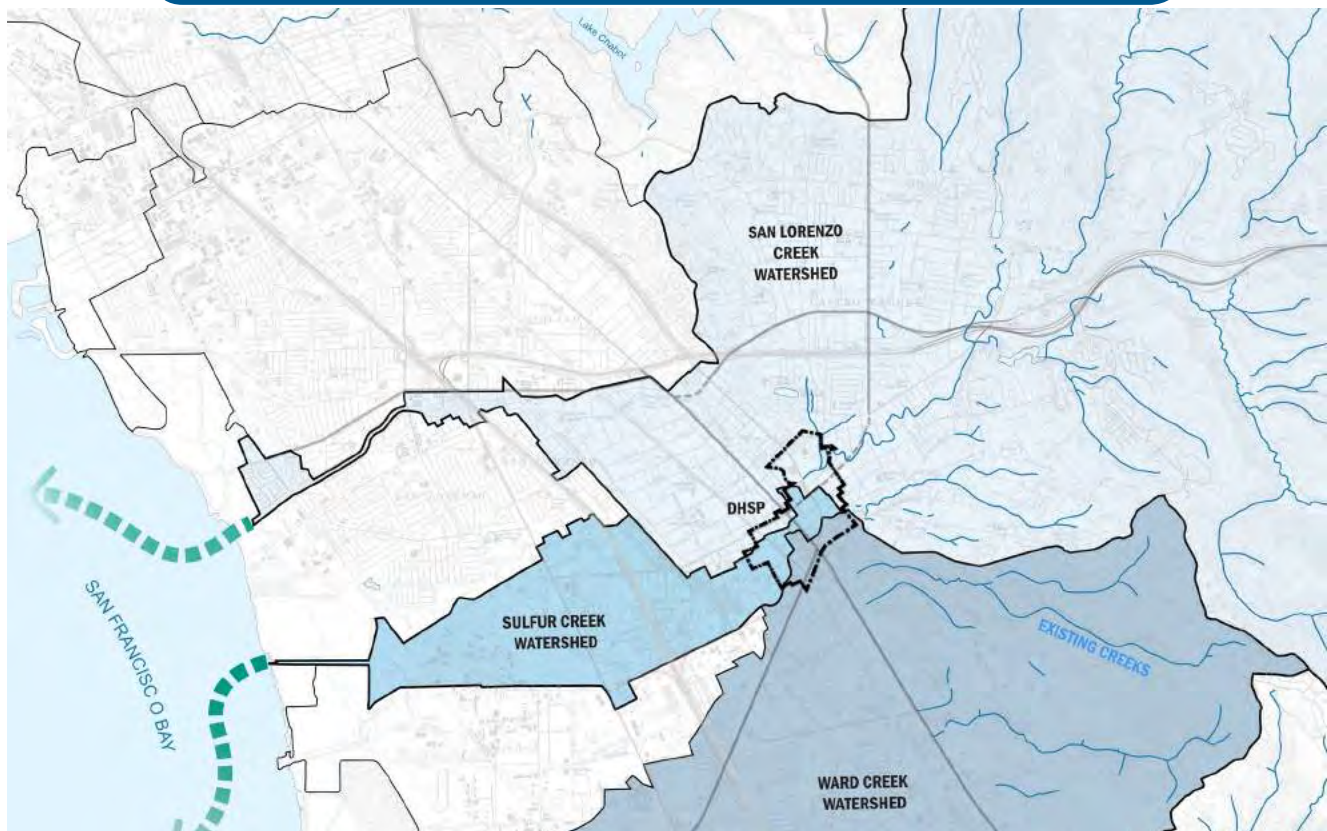 Lake Chabot
SAN LORENZO
CREEK
WATERSHED
DHSP
SULFUR CREEK
WATERSHED
EXISTING CREEKS
SAN FRANCISC O BAY
WARD CREEK
WATERSHED